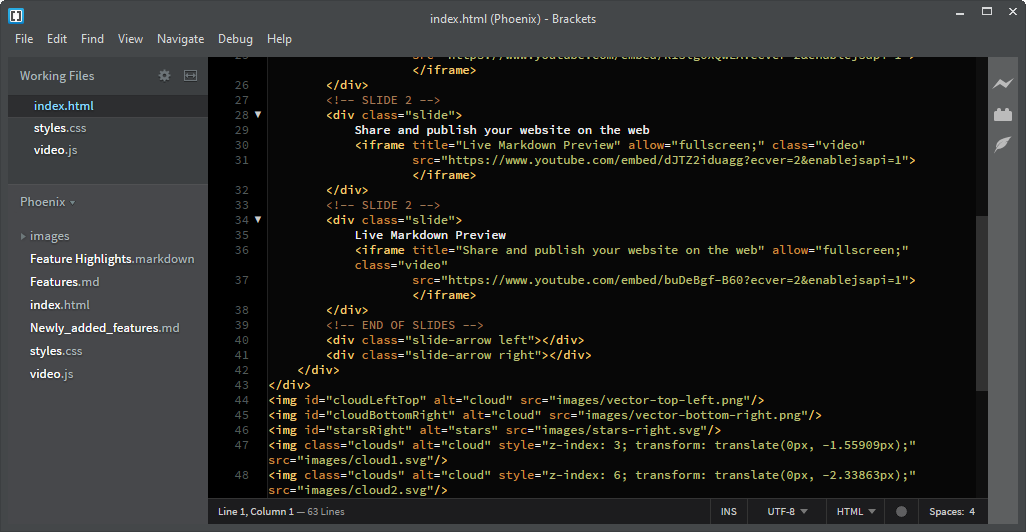 index.html (Phoenix) - Brackets
File Edit Find View Navigate Debug Help
Working Files
index.html
styles.css
video.js
Phoenix
images
Feature Highlights.markdown
Features.md
index.html
Newly_added_features.md
styles.css
video.js
</iframe>
26 </div>
27 <!-- SLIDE 2 -->
28 <div class="slide">
29 Share and publish your website on the web
30 <iframe title="Live Markdown Preview" allow="fullscreen;" class="video"
31 src="https://www.youtube.com/embed/dJTZ2iduagg?ecver=2&enablejsapi=1">
</iframe>
32 </div>
33 <!-- SLIDE 2 -->
34 <div class="slide">
35 Live Markdown Preview
36 <iframe title="Share and publish your website on the web" allow="fullscreen;"
class="video"
37 src="https://www.youtube.com/embed/buDeBgf-B60?ecver=2&enablejsapi=1">
</iframe>
38 </div>
39 <!-- END OF SLIDES -->
40 <div class="slide-arrow left"></div>
41 <div class="slide-arrow right"></div>
42 </div>
43 </div>
44 <img id="cloudLeftTop" alt="cloud" src="images/vector-top-left.png"/>
45 <img id="cloudBottomRight" alt="cloud" src="images/vector-bottom-right.png"/>
46 <img id="starsRight" alt="stars" src="images/stars-right.svg"/>
47 <img class="clouds" alt="cloud" style="z-index: 3; transform: translate(0px, -1.55909px);"
src="images/cloud1.svg"/>
48 <img class="clouds" alt="cloud" style="z-index: 6; transform: translate(0px, -2.33863px);"
src="images/cloud2.svg"/>
Line 1, Column 1 — 63 Lines INS UTF-8 HTML Spaces: 4